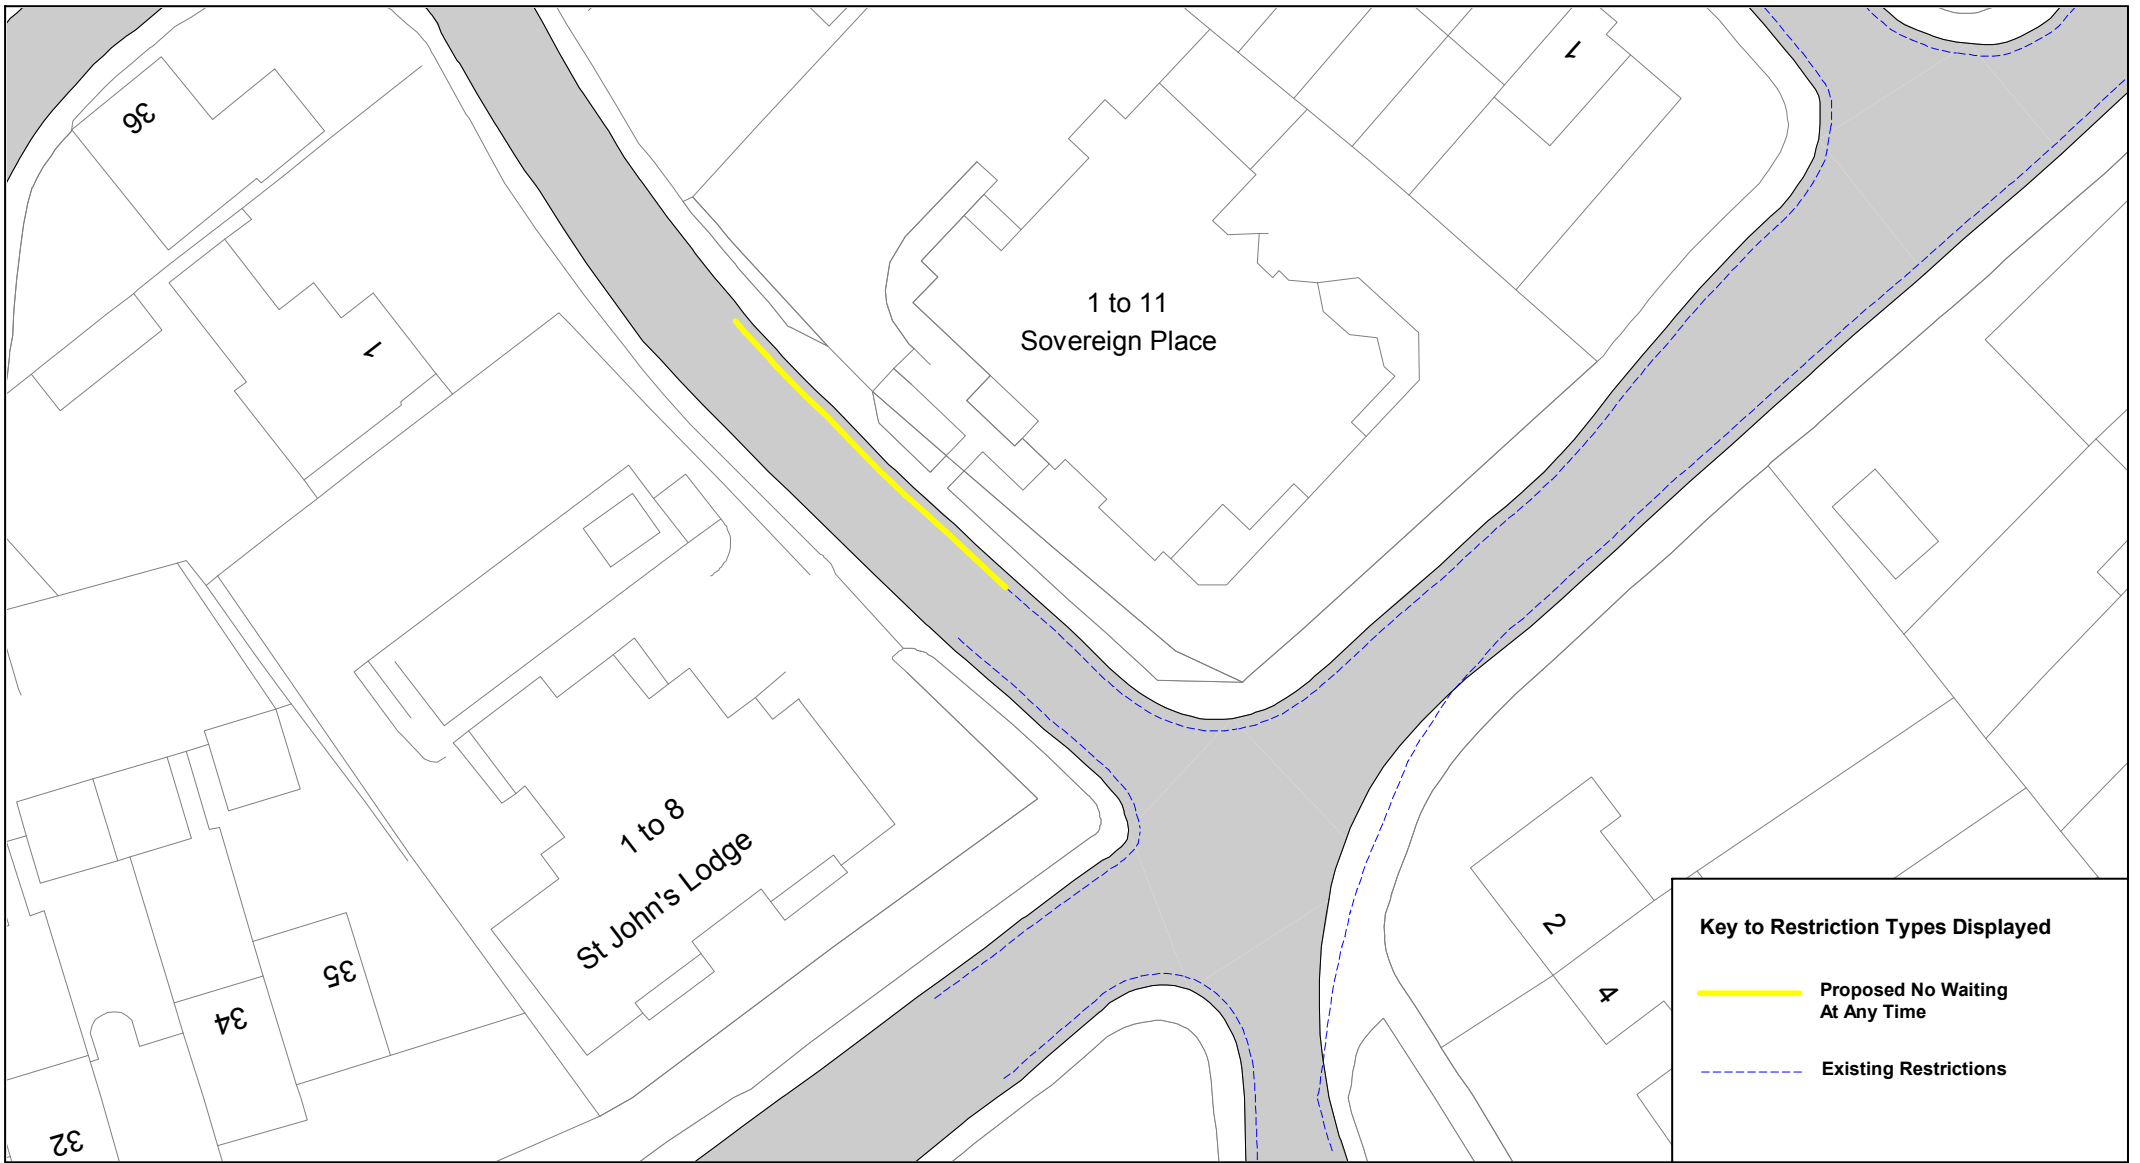 36
1
1
1 to 11
Sovereign Place
1 to 8
St John's Lodge
35
34
32
2
4
Key to Restriction Types Displayed
Proposed No Waiting
At Any Time
Existing Restrictions